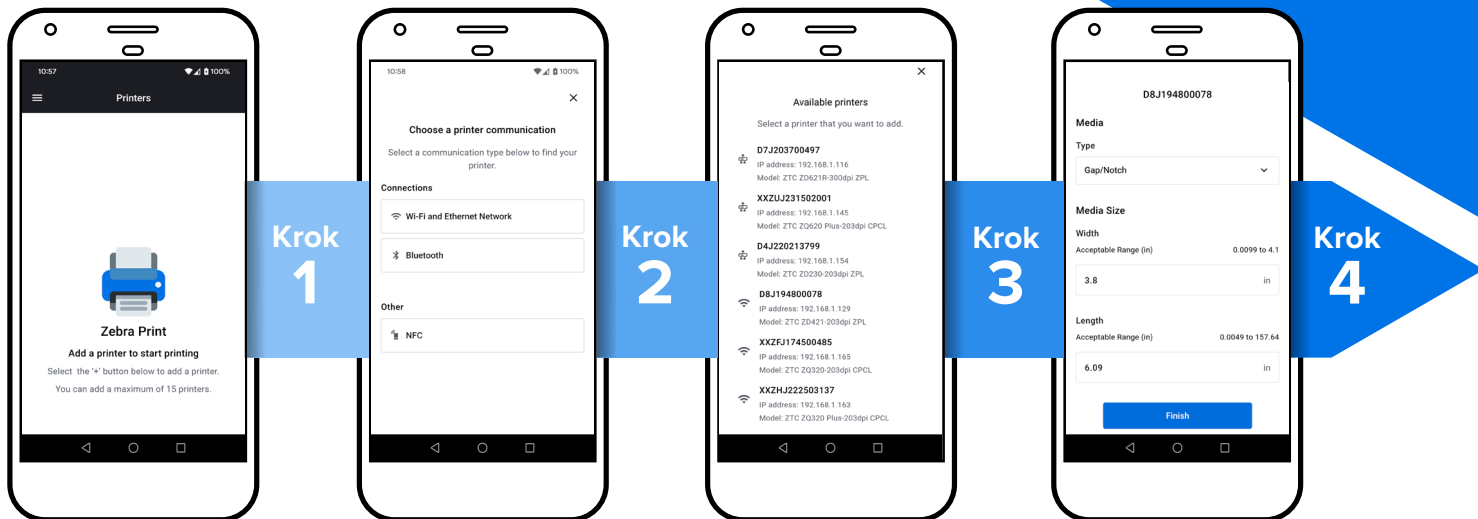 10:57
100%
Printers
Zebra Print
Add a printer to start printing
Select the '+' button below to add a printer.
You can add a maximum of 15 printers.
Krok
1
10:58
100%
Choose a printer communication
Select a communication type below to find your
printer.
Connections
Wi-Fi and Ethernet Network
Bluetooth
Other
NFC
Krok
2
Available printers
Select a printer that you want to add.
D7J203700497
IP address: 192.168.1.116
Model: ZTC ZD621R-300dpi ZPL
XXZUJ231502001
IP address: 192.168.1.145
Model: ZTC ZQ620 Plus-203dpi CPCL
D4J220213799
IP address: 192.168.1.154
Model: ZTC ZD230-203dpi ZPL
D8J194800078
IP address: 192.168.1.129
Model: ZTC ZD421-203dpi ZPL
XXZFJ174500485
IP address: 192.168.1.165
Model: ZTC ZQ320-203dpi CPCL
XXZHJ222503137
IP address: 192.168.1.163
Model: ZTC ZQ320 Plus-203dpi CPCL
Krok
3
D8J194800078
Media
Type
Gap/Notch
Media Size
Width
Acceptable Range (in) 0.0099 to 4.1
3.8 in
Length
Acceptable Range (in) 0.0049 to 157.64
6.09 in
Finish
Krok
4